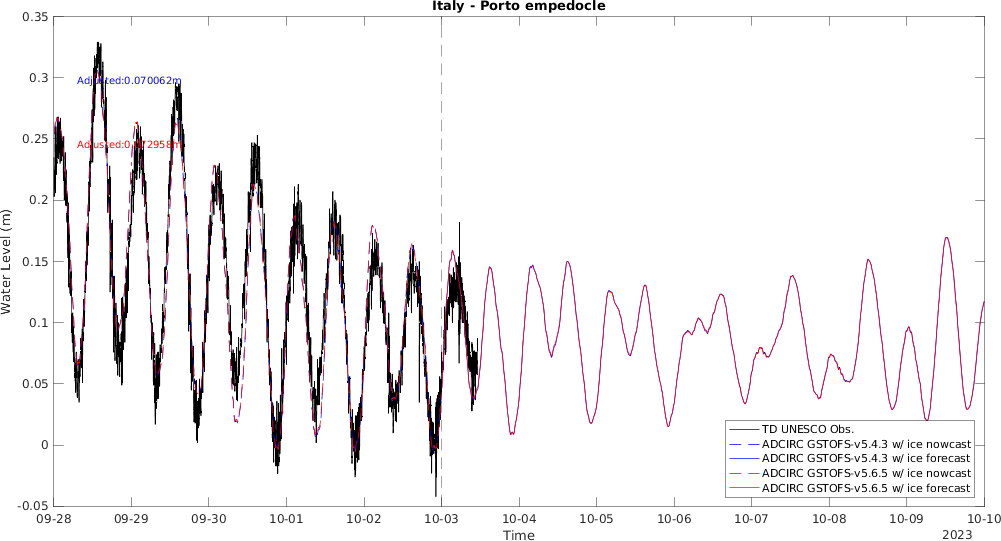 Italy - Porto empedocle
0.35
0.3
0.25
0.2
0.15
0.1
0.05
0
-0.05
Water Level (m)
Adjusted:0.070062m
TD UNESCO Obs.
ADCIRC GSTOFS-v5.4.3 w/ ice nowcast
ADCIRC GSTOFS-v5.4.3 w/ ice forecast
ADCIRC GSTOFS-v5.6.5 w/ ice nowcast
ADCIRC GSTOFS-v5.6.5 w/ ice forecast
09-28 09-29 09-30 10-01 10-02 10-03 10-04 10-05 10-06 10-07 10-08 10-09 10-10
Time
2023